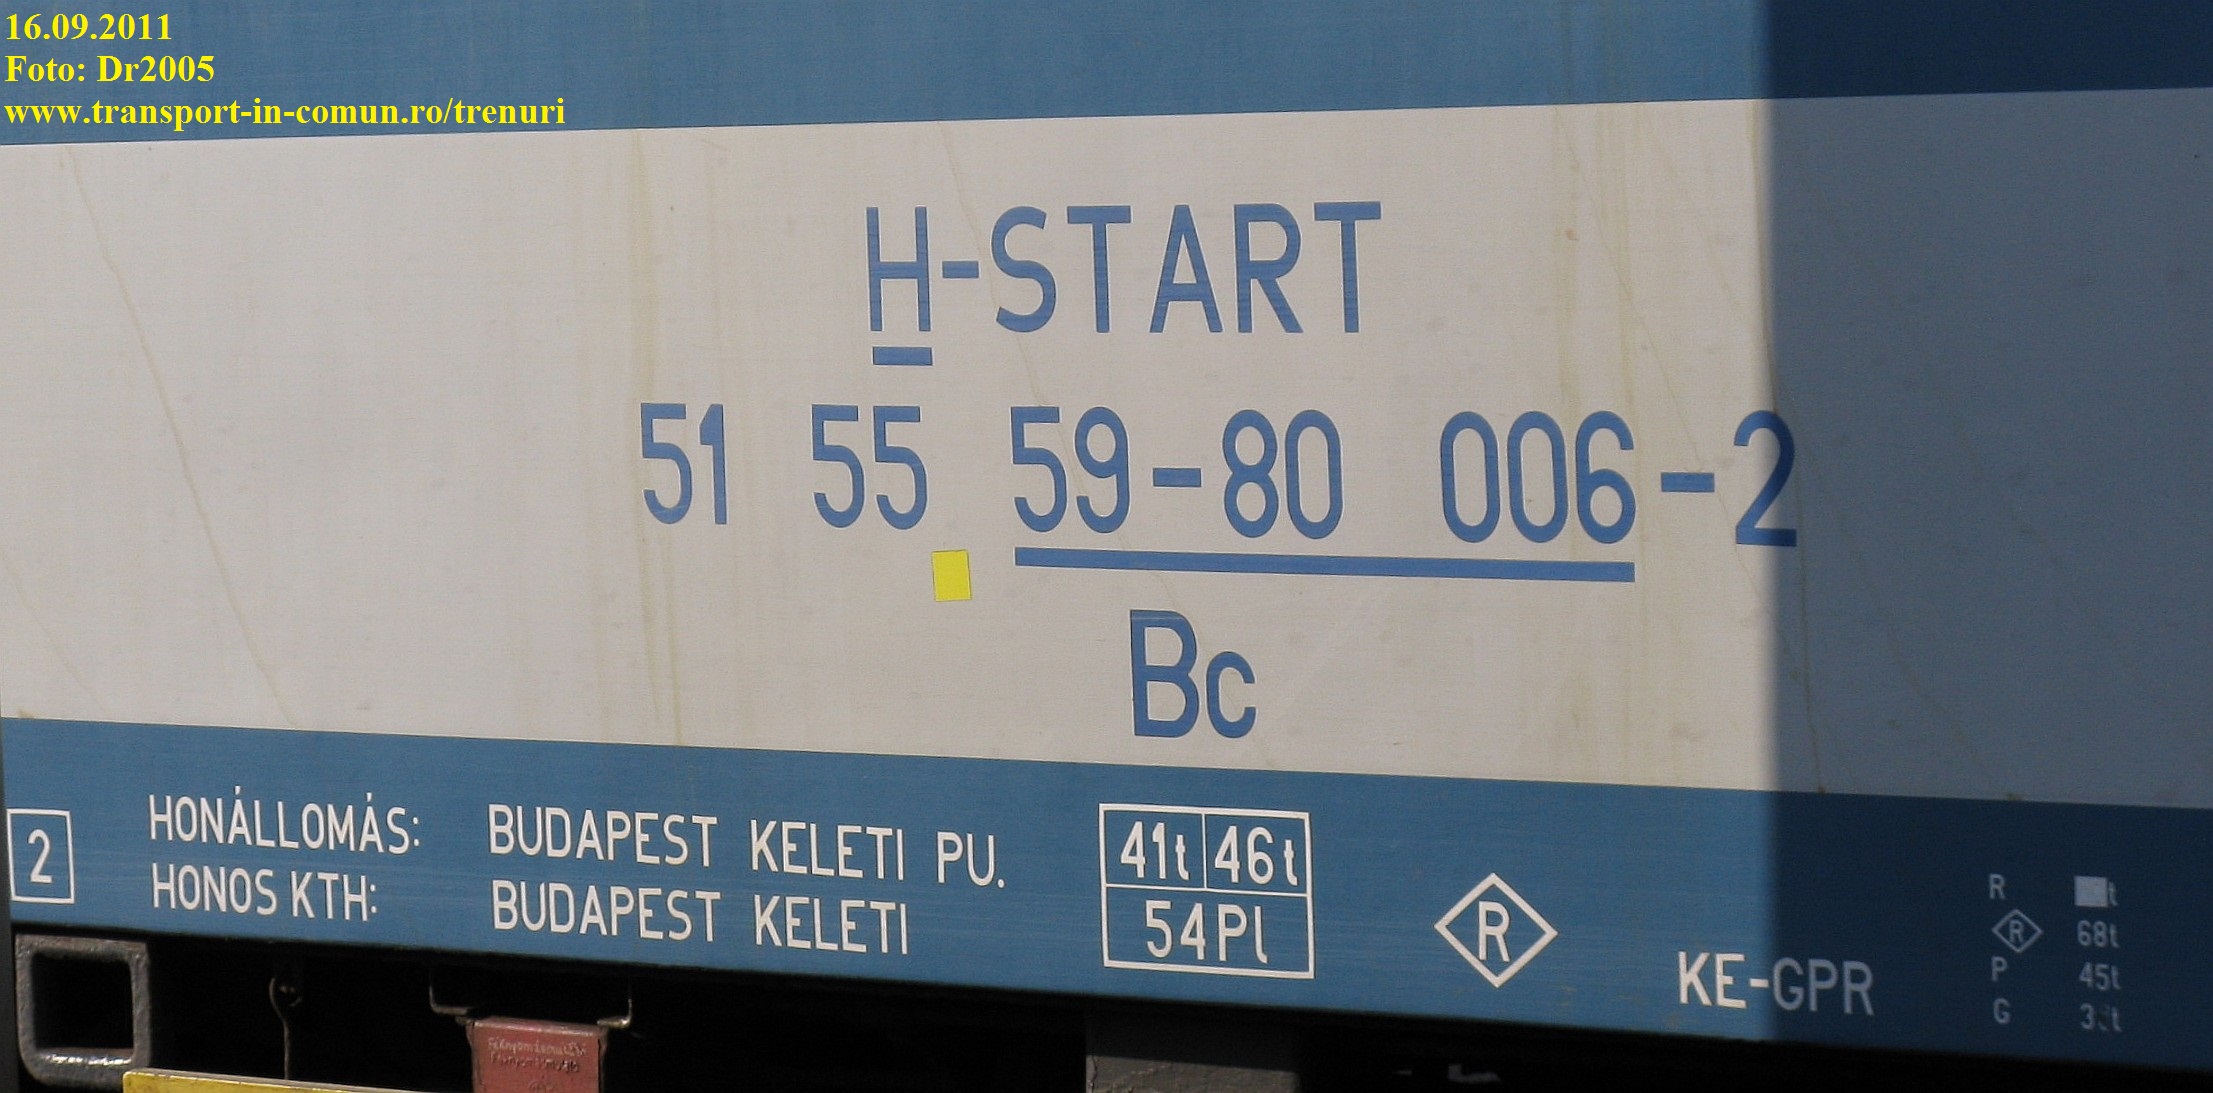 16.09.2011
Foto: Dr2005
www.transport-in-comun.ro/trenuri
H-START
51 55 59-80 006-2
Bc
2
HONÁLLOMÁS: BUDAPEST KELETI PU.
HONOS KTH: BUDAPEST KELETI
41t 46t
54Pl
R
KE-GPR
R t
R 68t
P 45t
G